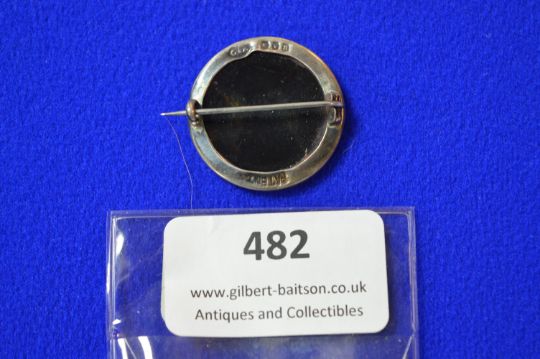 482
www.gilbert-baitson.co.uk
Antiques and Collectibles